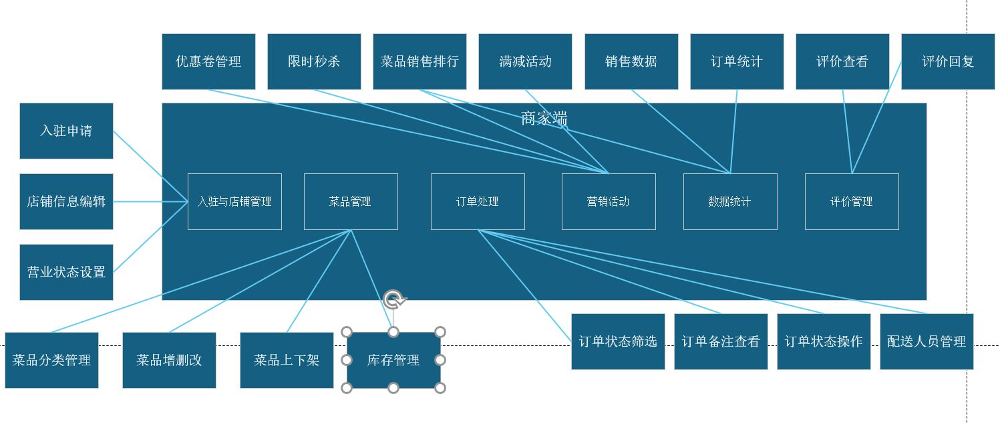 优惠卷管理
限时秒杀
菜品销售排行
满减活动
销售数据
订单统计
评价查看
评价回复
商家端
入驻申请
店铺信息编辑
营业状态设置
入驻与店铺管理
菜品管理
订单处理
营销活动
数据统计
评价管理
菜品分类管理
菜品增删改
菜品上下架
库存管理
订单状态筛选
订单备注查看
订单状态操作
配送人员管理